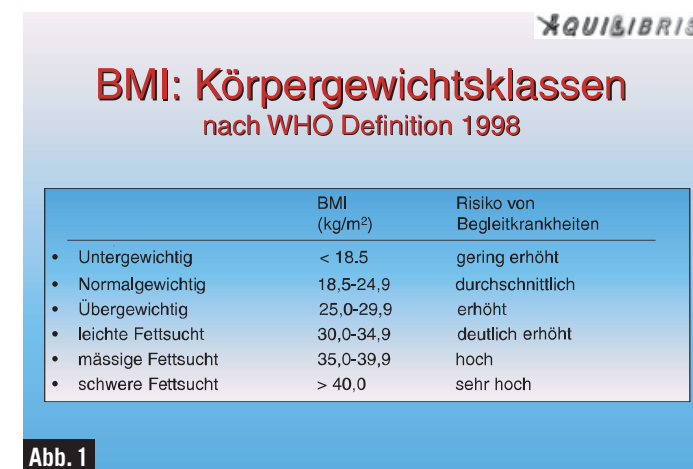 AQUILIBRIS
BMI: Körpergewichtsklassen
nach WHO Definition 1998
BMI Risiko von
(kg/m²) Begleitkrankheiten
• Untergewichtig < 18.5 gering erhöht
• Normalgewichtig 18,5-24,9 durchschnittlich
• Übergewichtig 25,0-29,9 erhöht
• leichte Fettsucht 30,0-34,9 deutlich erhöht
• mässige Fettsucht 35,0-39,9 hoch
• schwere Fettsucht > 40,0 sehr hoch
Abb. 1